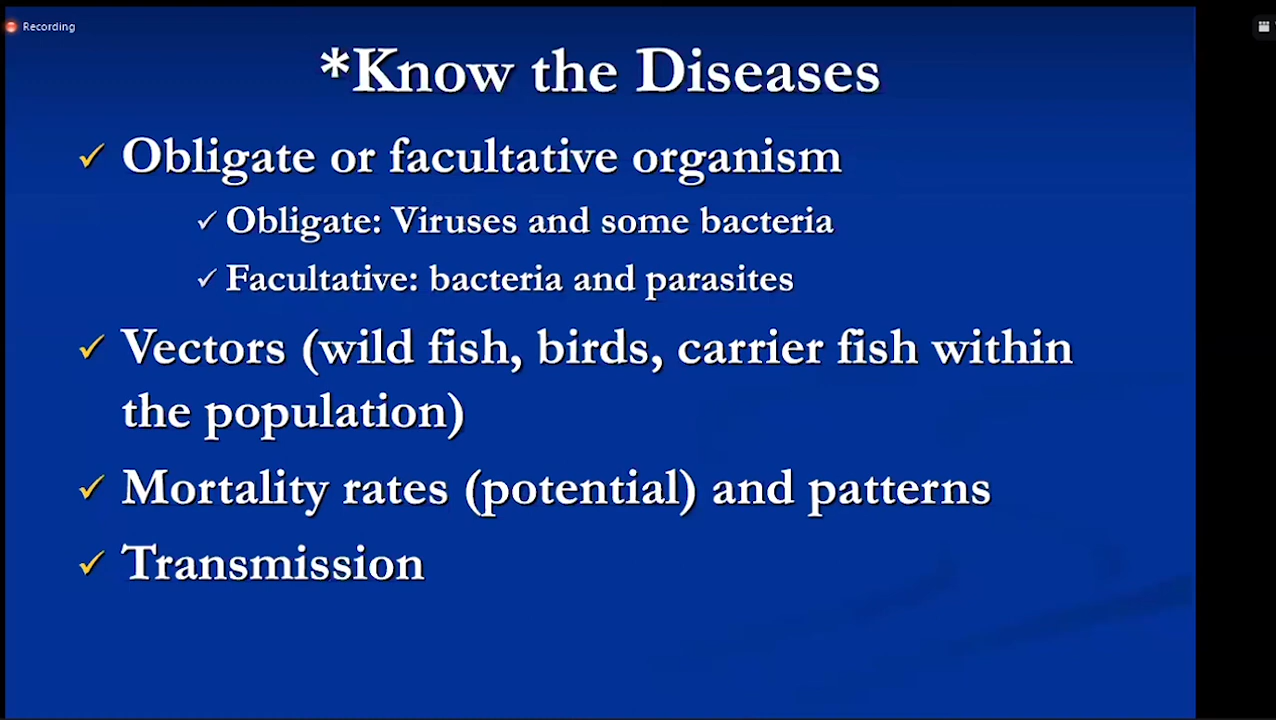 Recording
*Know the Diseases
✓ Obligate or facultative organism
✓ Obligate: Viruses and some bacteria
✓ Facultative: bacteria and parasites
✓ Vectors (wild fish, birds, carrier fish within
the population)
✓ Mortality rates (potential) and patterns
✓ Transmission